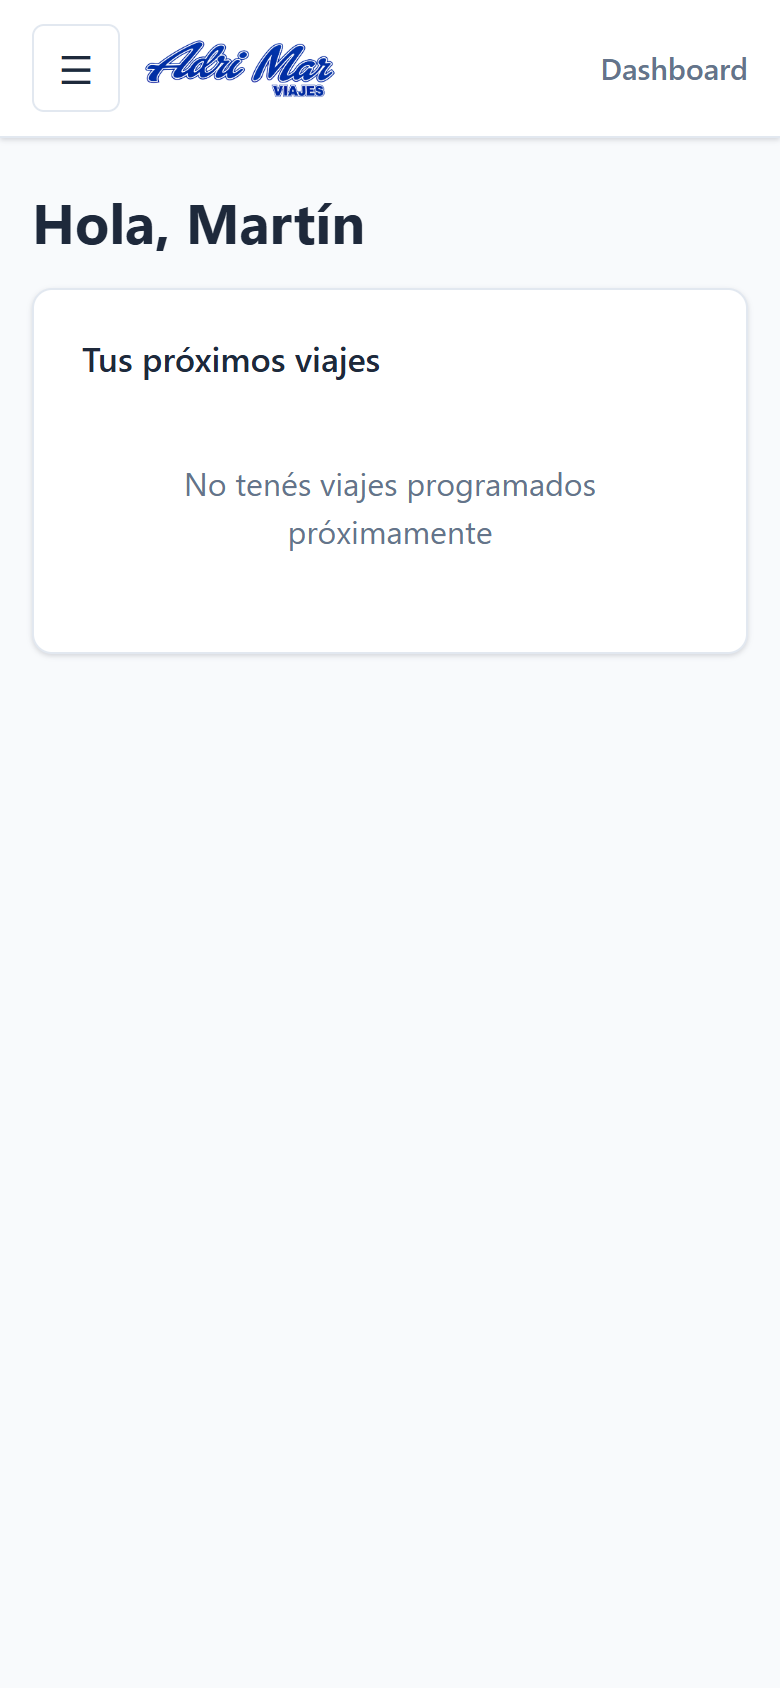 Adri Mar
VIAJES
Dashboard
Hola, Martín
Tus próximos viajes
No tenés viajes programados
próximamente